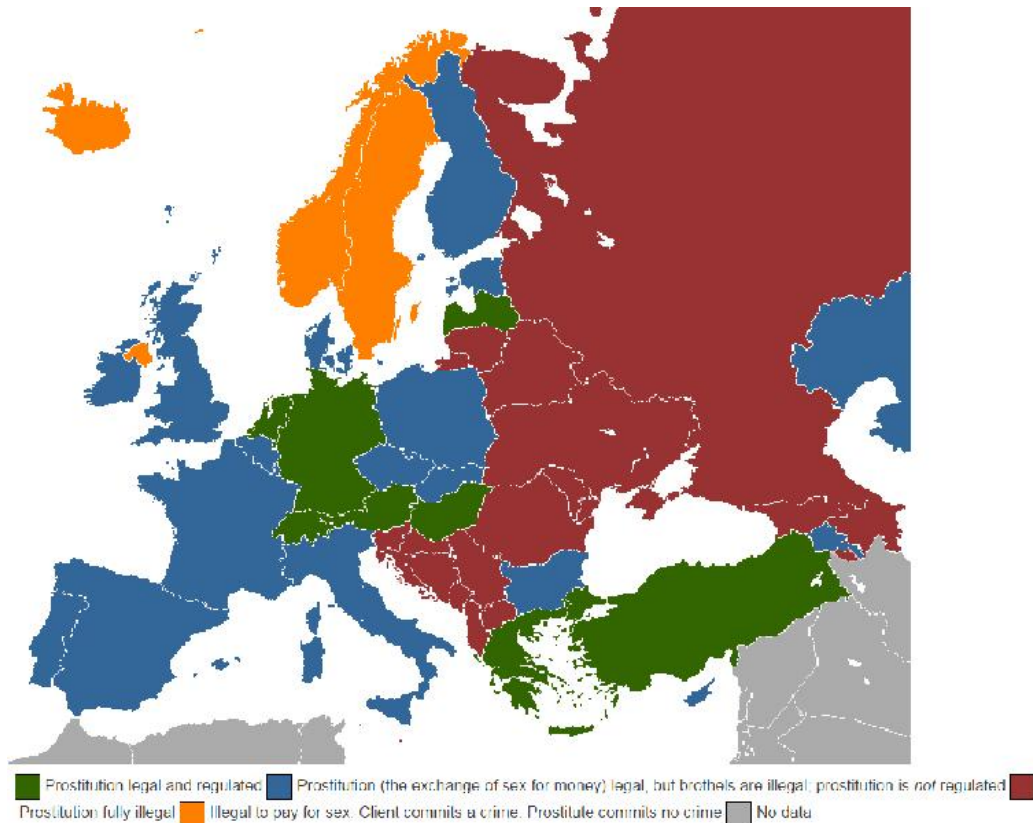 Prostitution legal and regulated Prostitution (the exchange of sex for money) legal, but brothels are illegal; prostitution is not regulated
Prostitution fully illegal Illegal to pay for sex. Client commits a crime. Prostitute commits no crime No data